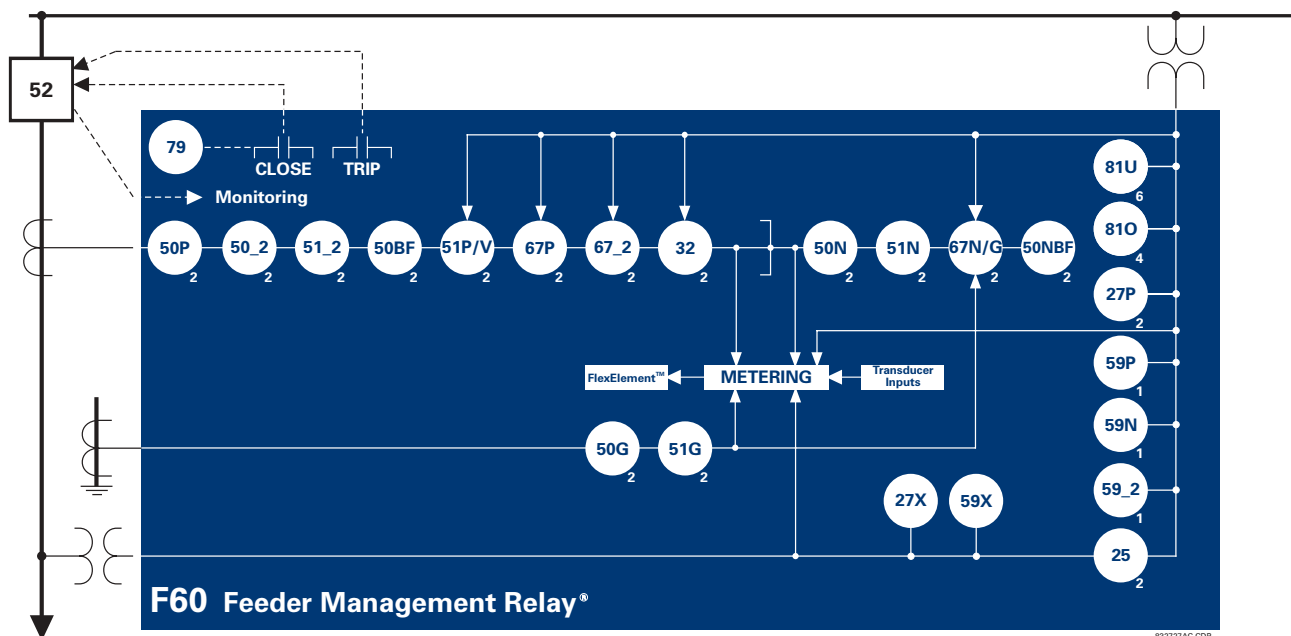 52
79
CLOSE TRIP
Monitoring
50P 2 50_2 2 51_2 2 50BF 2 51P/V 2 67P 2 67_2 2 32 2 50N 2 51N 2 67N/G 2 50NBF 2
81U 6
81O 4
27P 2
59P 1
59N 1
59_2 1
25 2
FlexElement™ METERING Transducer
Inputs
50G 2 51G 2
27X 59X
F60 Feeder Management Relay®
832727AC.CDR